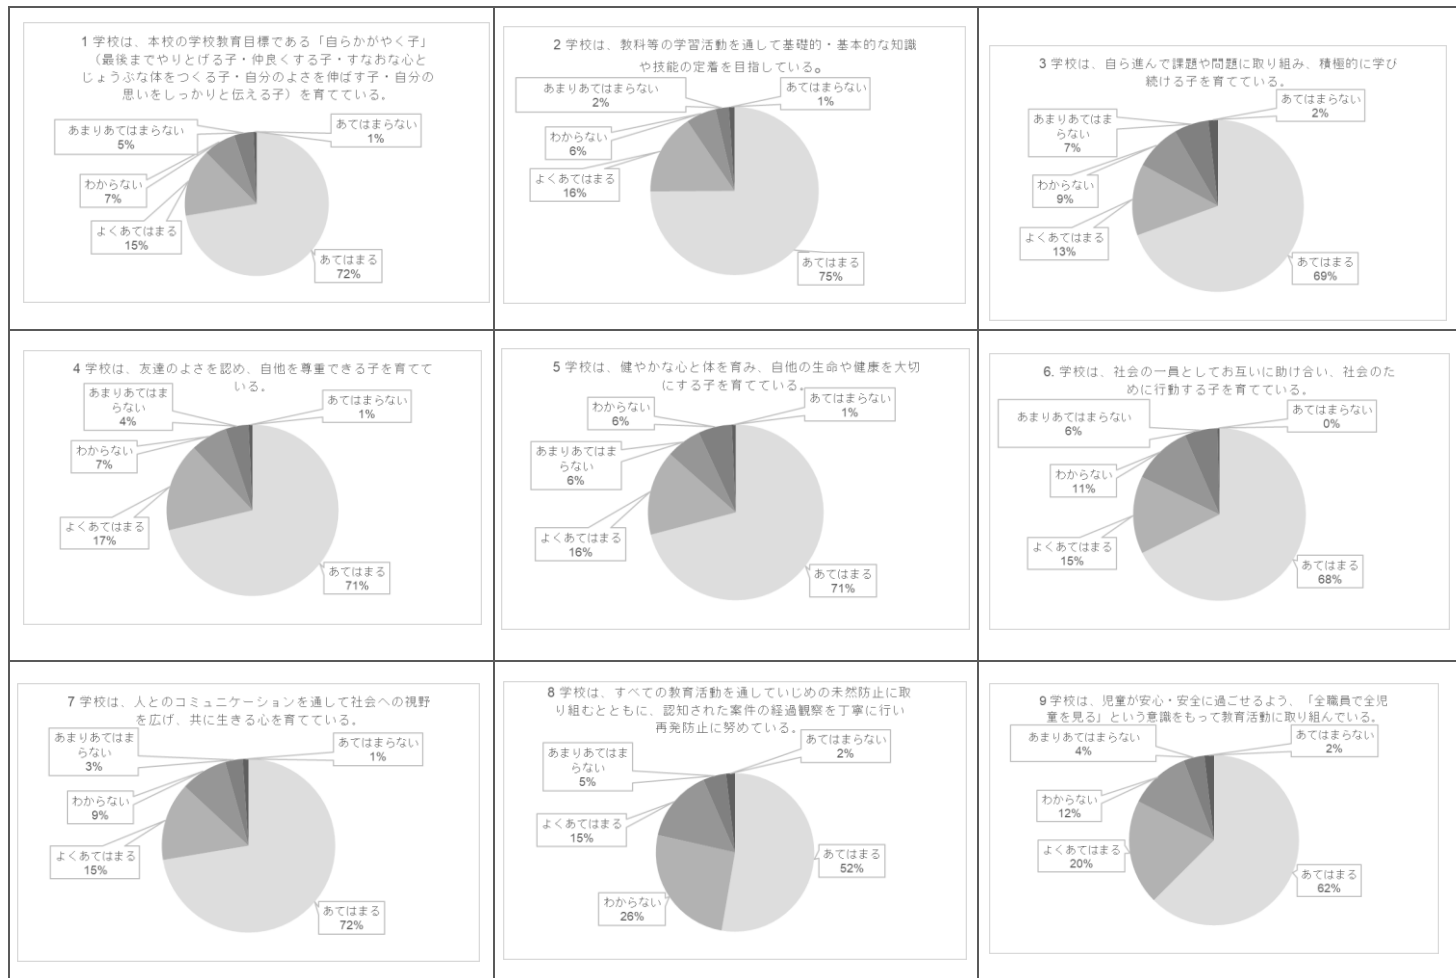 1 学校は、本校の学校教育目標である「自らかがやく子」
(最後までやりとげる子・仲良くする子・すなおな心と
じょうぶな体をつくる子・自分のよさを伸ばす子・自分の
思いをしっかりと伝える子)を育てている。
あまりあてはまらない
5%
あてはまらない
1%
わからない
7%
よくあてはまる
15%
あてはまる
72%
2 学校は、教科等の学習活動を通して基礎的・基本的な知識
や技能の定着を目指している。
あまりあてはまらない
2%
あてはまらない
1%
わからない
6%
よくあてはまる
16%
あてはまる
75%
3 学校は、自ら進んで課題や問題に取り組み、積極的に学び
続ける子を育てている。
あてはまらない
2%
あまりあてはま
らない
7%
わからない
9%
よくあてはまる
13%
あてはまる
69%
4 学校は、友達のよさを認め、自他を尊重できる子を育てて
いる。
あまりあてはま
らない
4%
あてはまらない
1%
わからない
7%
よくあてはまる
17%
あてはまる
71%
5 学校は、健やかな心と体を育み、自他の生命や健康を大切
にする子を育てている。
わからない
6%
あてはまらない
1%
あまりあてはま
らない
6%
よくあてはまる
16%
あてはまる
71%
6. 学校は、社会の一員としてお互いに助け合い、社会のた
めに行動する子を育てている。
あまりあてはまらない
6%
あてはまらない
0%
わからない
11%
よくあてはまる
15%
あてはまる
68%
7 学校は、人とのコミュニケーションを通して社会への視野
を広げ、共に生きる心を育てている。
あまりあてはま
らない
3%
あてはまらない
1%
わからない
9%
よくあてはまる
15%
あてはまる
72%
8 学校は、すべての教育活動を通していじめの未然防止に取
り組むとともに、認知された案件の経過観察を丁寧に行い
再発防止に努めている。
あまりあてはま
らない
5%
あてはまらない
2%
よくあてはまる
15%
あてはまる
52%
わからない
26%
9 学校は、児童が安心・安全に過ごせるよう、「全職員で全児
童を見る」という意識をもって教育活動に取り組んでいる。
あまりあてはまらない
4%
あてはまらない
2%
わからない
12%
よくあてはまる
20%
あてはまる
62%